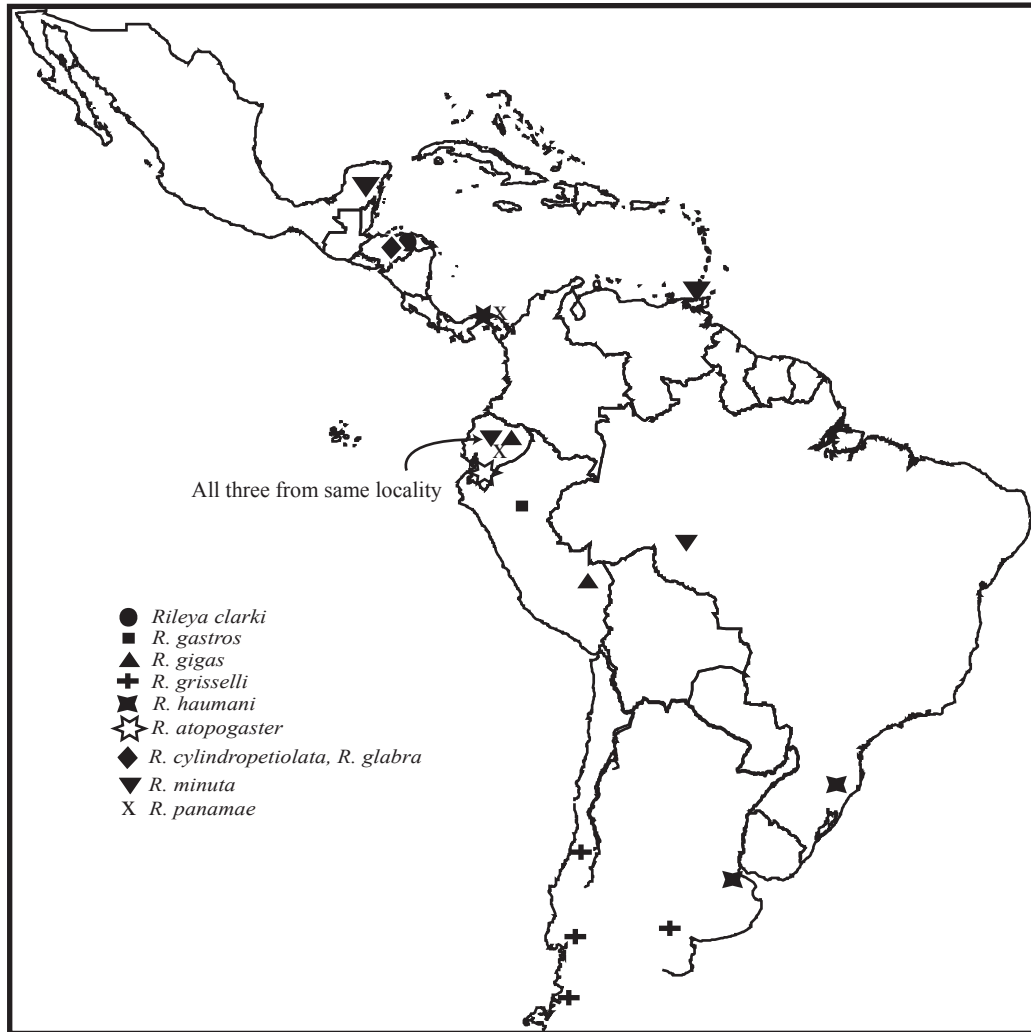 X
X
All three from same locality
Rileya clarki
R. gastros
R. gigas
R. grisselli
R. haumani
R. atopogaster
R. cylindropetiolata, R. glabra
R. minuta
X R. panamae